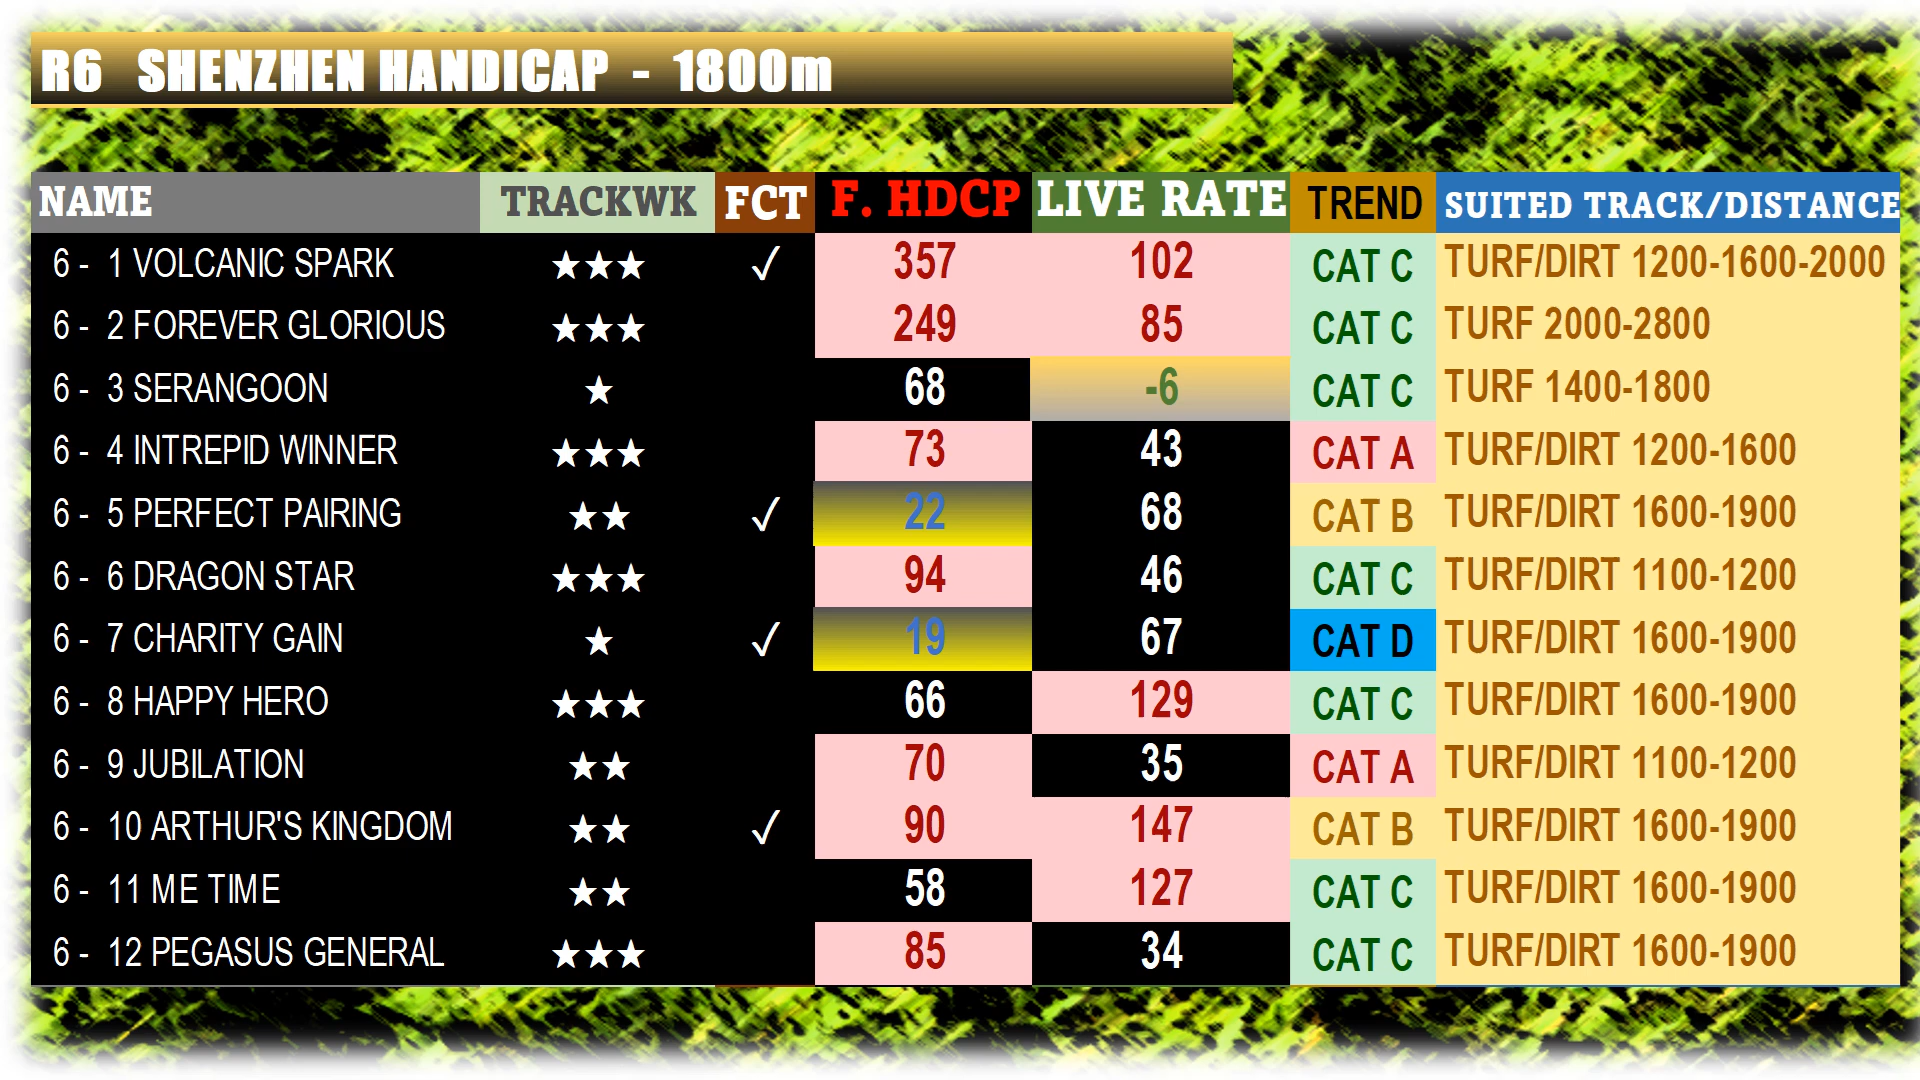 R6 SHENZHEN HANDICAP - 1800m
NAME TRACKWK FCT F. HDCP LIVE RATE TREND SUITED TRACK/DISTANCE
6 - 1 VOLCANIC SPARK ★★★ ✓ 357 102 CAT C TURF/DIRT 1200-1600-2000
6 - 2 FOREVER GLORIOUS ★★★ 249 85 CAT C TURF 2000-2800
6 - 3 SERANGOON ★ 68 -6 CAT C TURF 1400-1800
6 - 4 INTREPID WINNER ★★★ 73 43 CAT A TURF/DIRT 1200-1600
6 - 5 PERFECT PAIRING ★★ ✓ 22 68 CAT B TURF/DIRT 1600-1900
6 - 6 DRAGON STAR ★★★ 94 46 CAT C TURF/DIRT 1100-1200
6 - 7 CHARITY GAIN ★ ✓ 19 67 CAT D TURF/DIRT 1600-1900
6 - 8 HAPPY HERO ★★★ 66 129 CAT C TURF/DIRT 1600-1900
6 - 9 JUBILATION ★★ 70 35 CAT A TURF/DIRT 1100-1200
6 - 10 ARTHUR'S KINGDOM ★★ ✓ 90 147 CAT B TURF/DIRT 1600-1900
6 - 11 ME TIME ★★ 58 127 CAT C TURF/DIRT 1600-1900
6 - 12 PEGASUS GENERAL ★★★ 85 34 CAT C TURF/DIRT 1600-1900